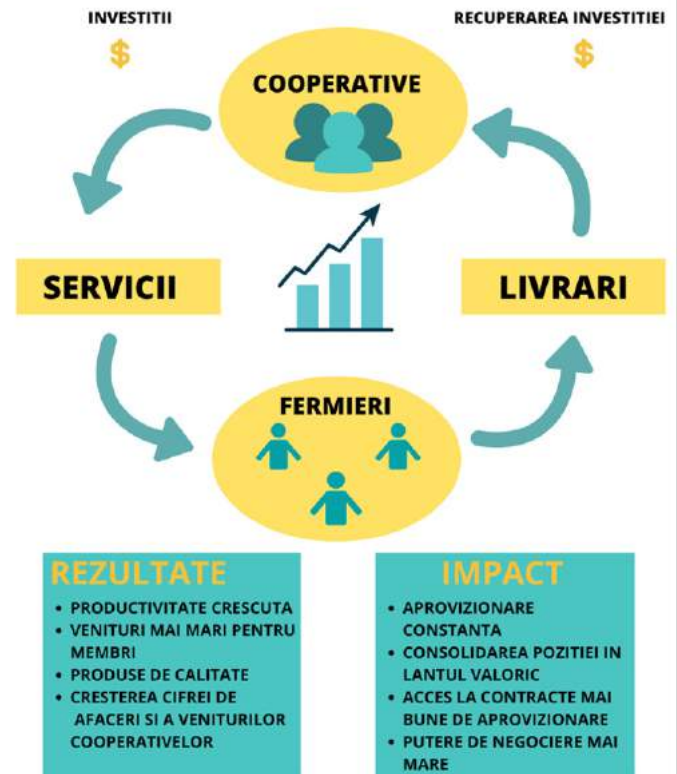 INVESTITII
RECUPERAREA INVESTITIEI
$
$
COOPERATIVE
SERVICII
LIVRARI
FERMIERI
REZULTATE
• PRODUCTIVITATE CRESCUTA
• VENITURI MAI MARI PENTRU
MEMBRI
• PRODUSE DE CALITATE
• CRESTEREA CIFREI DE
AFACERI SI A VENITURILOR
COOPERATIVELOR
IMPACT
• APROVIZIONARE
CONSTANTA
• CONSOLIDAREA POZITIEI IN
LANTUL VALORIC
• ACCES LA CONTRACTE MAI
BUNE DE APROVIZIONARE
• PUTERE DE NEGOCIERE MAI
MARE